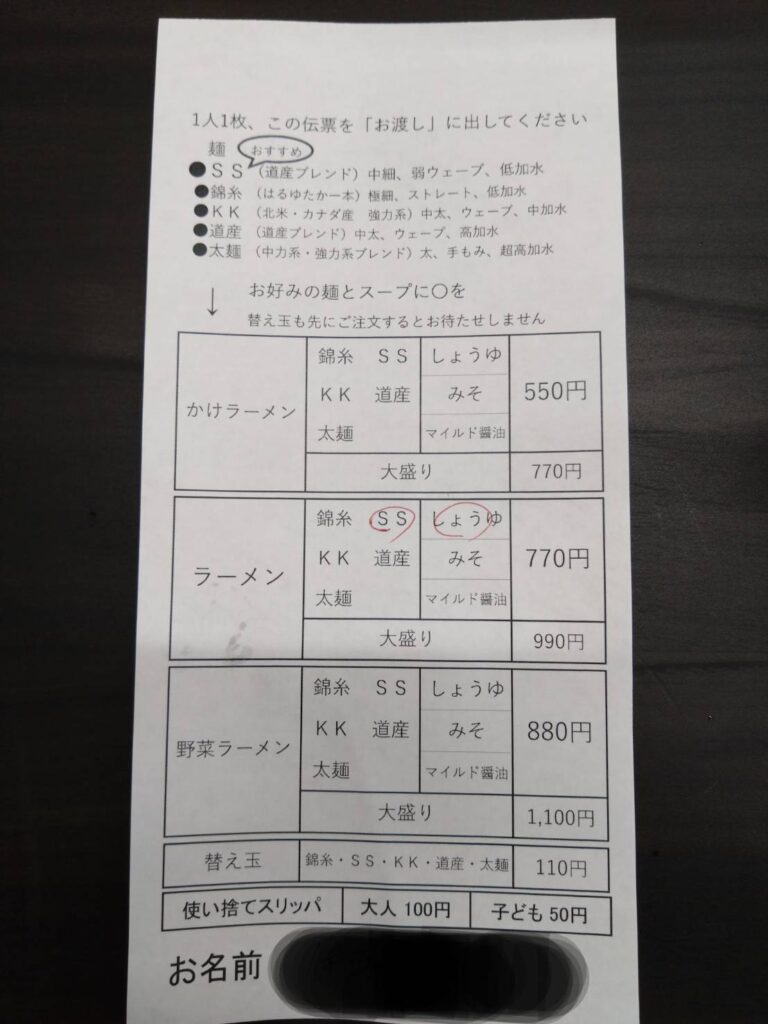 1人1枚、この伝票を「お渡し」に出してください
麺 おすすめ
●ＳＳ（道産ブレンド）中細、弱ウェーブ、低加水
●錦糸（はるゆたか一本）極細、ストレート、低加水
●ＫＫ（北米・カナダ産　強力系）中太、ウェーブ、中加水
●道産（道産ブレンド）中太、ウェーブ、高加水
●太麺（中力系・強力系ブレンド）太、手もみ、超高加水
↓ お好みの麺とスープに〇を
替え玉も先にご注文するとお待たせしません
かけラーメン
錦糸 ＳＳ しょうゆ
ＫＫ 道産 みそ 550円
太麺 マイルド醤油
大盛り 770円
ラーメン
錦糸 ＳＳ しょうゆ
ＫＫ 道産 みそ 770円
太麺 マイルド醤油
大盛り 990円
野菜ラーメン
錦糸 ＳＳ しょうゆ
ＫＫ 道産 みそ 880円
太麺 マイルド醤油
大盛り 1,100円
替え玉 錦糸・ＳＳ・ＫＫ・道産・太麺 110円
使い捨てスリッパ 大人 100円 子ども 50円
お名前